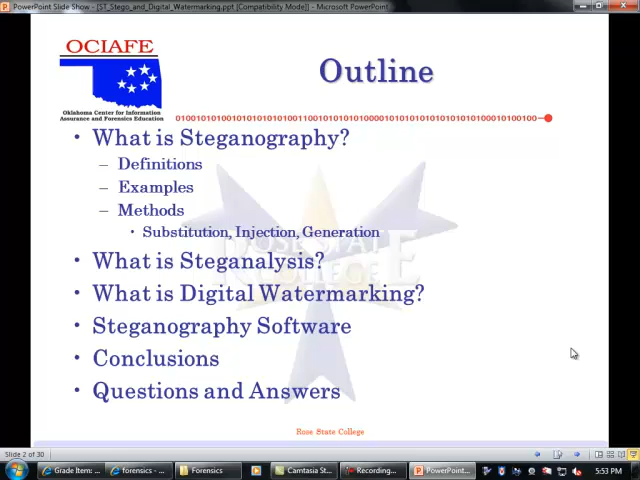 PowerPoint Slide Show - [ST_Stego_and_Digital_Watermarking.ppt [Compatibility Mode]] - Microsoft PowerPoint
OCIAFE
Oklahoma Center for Information
Assurance and Forensics Education
Outline
• What is Steganography?
– Definitions
– Examples
– Methods
• Substitution, Injection, Generation
• What is Steganalysis?
• What is Digital Watermarking?
• Steganography Software
• Conclusions
• Questions and Answers
ROSE STATE
COLLEGE
Rose State College
Slide 2 of 30
Grade Item: ...
forensics - ...
Forensics
Camtasia St...
Recording...
PowerPoint...
5:53 PM